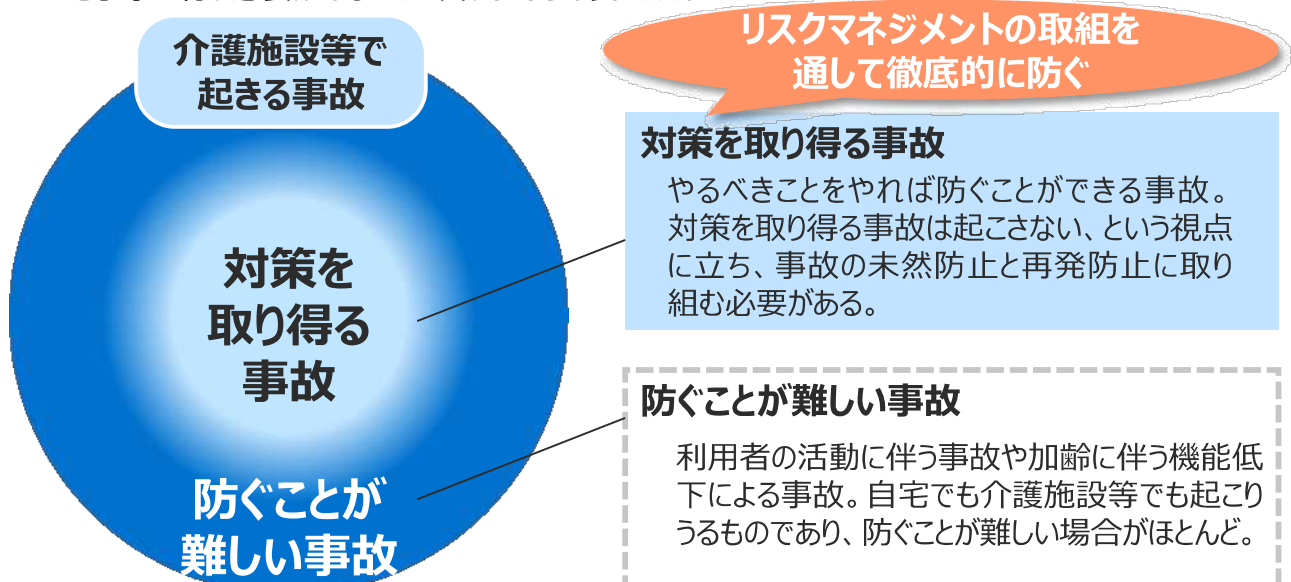 介護施設等で
起きる事故
対策を
取り得る
事故
防ぐことが
難しい事故
リスクマネジメントの取組を
通して徹底的に防ぐ
対策を取り得る事故
やるべきことをやれば防ぐことができる事故。
対策を取り得る事故は起こさない、という視点
に立ち、事故の未然防止と再発防止に取り
組む必要がある。
防ぐことが難しい事故
利用者の活動に伴う事故や加齢に伴う機能低
下による事故。自宅でも介護施設等でも起こり
うるものであり、防ぐことが難しい場合がほとんど。